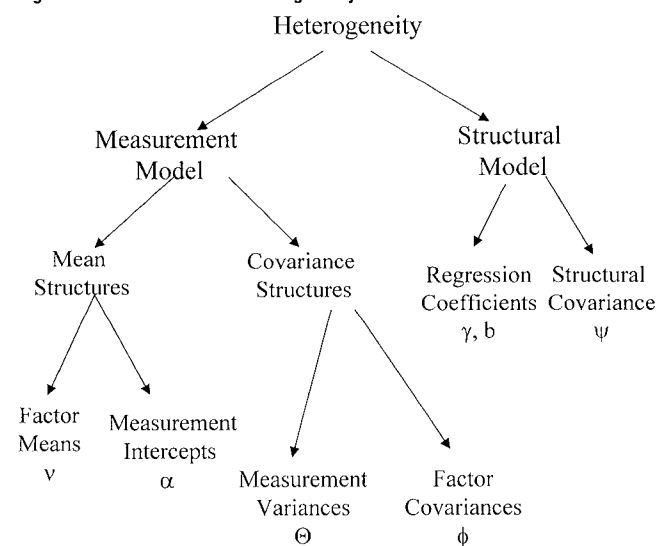 Heterogeneity
Measurement
Model
Structural
Model
Mean
Structures
Covariance
Structures
Regression
Coefficients
γ, b
Structural
Covariance
ψ
Factor
Means
ν
Measurement
Intercepts
α
Measurement
Variances
Θ
Factor
Covariances
ϕ